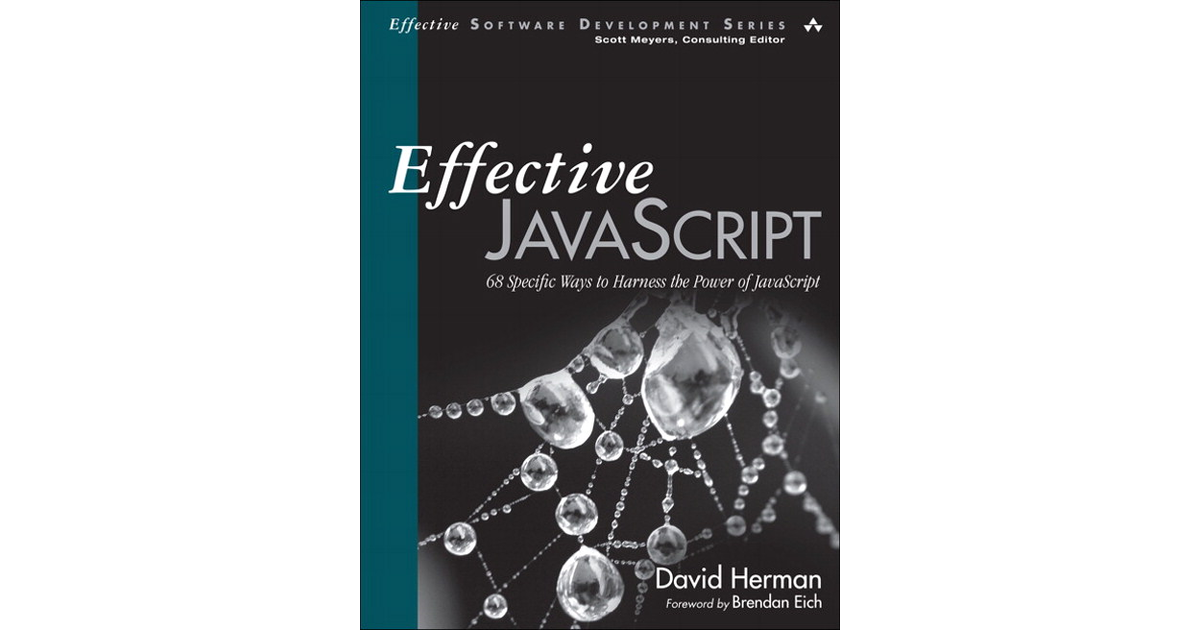 Effective SOFTWARE DEVELOPMENT SERIES
Scott Meyers, Consulting Editor
Effective
JAVASCRIPT
68 Specific Ways to Harness the Power of JavaScript
David Herman
Foreword by Brendan Eich